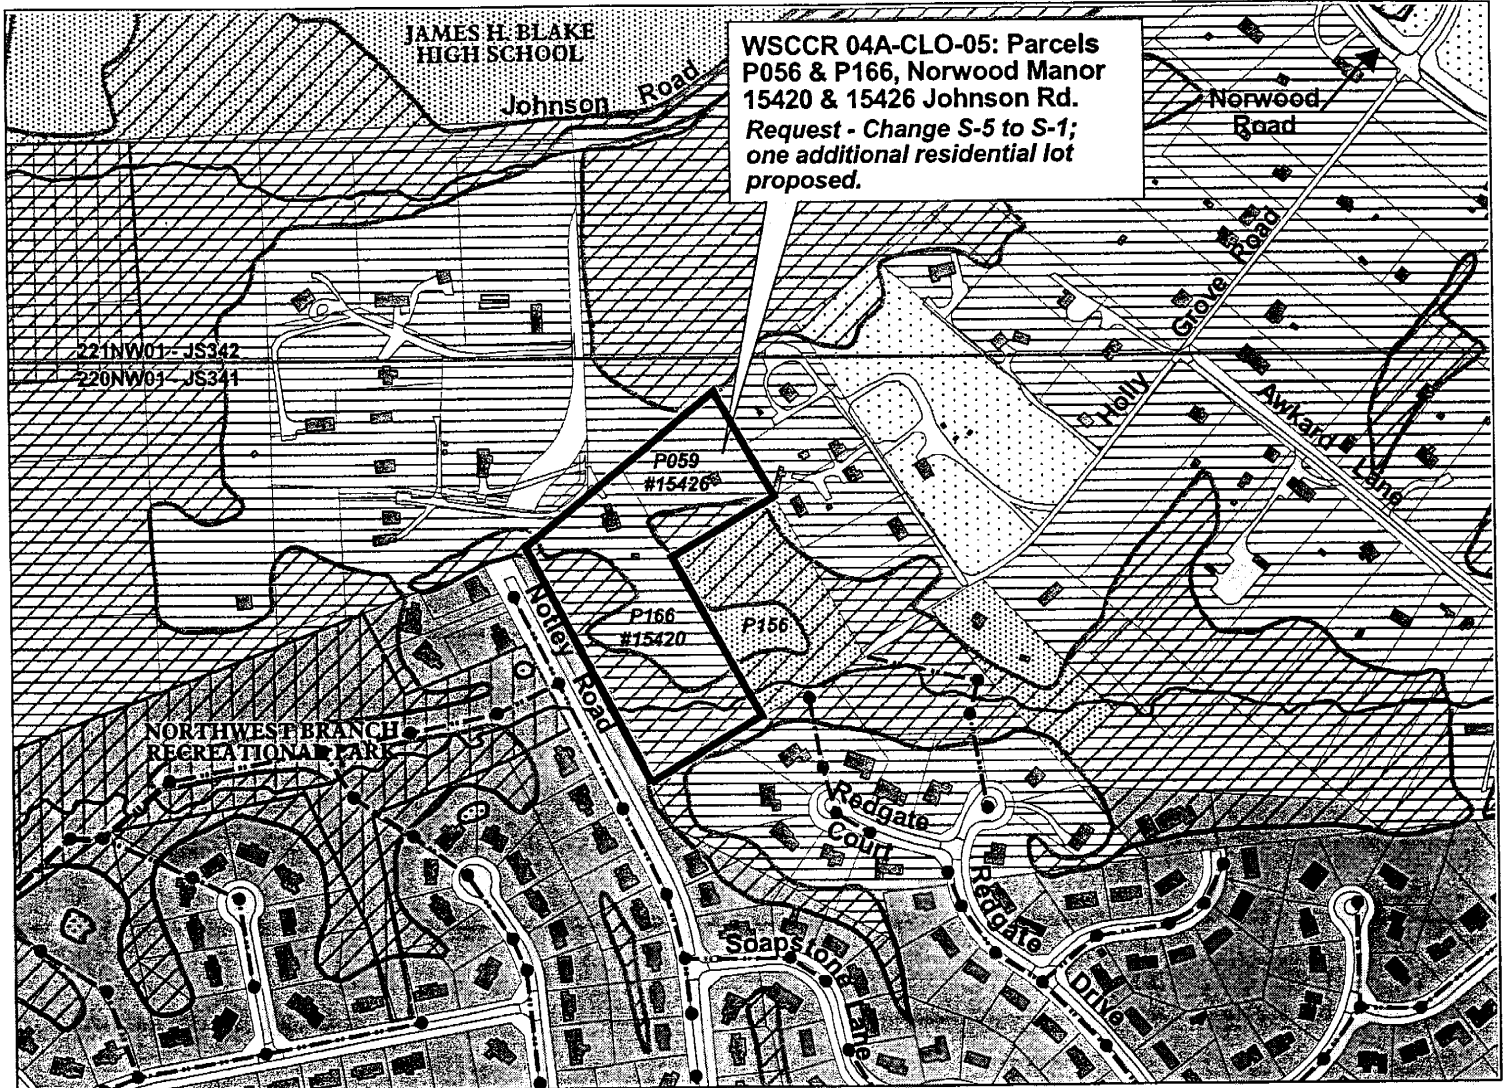 JAMES H. BLAKE
HIGH SCHOOL
Johnson Road
WSCCR 04A-CLO-05: Parcels
P056 & P166, Norwood Manor
15420 & 15426 Johnson Rd.
Request - Change S-5 to S-1;
one additional residential lot
proposed.
Norwood
Road
Holly Grove Road
221NW01 - JS342
220NW01 - JS341
Awkard Lane
P059
#15426
P166
#15420
P156
Notley Road
NORTHWEST BRANCH
RECREATIONAL PARK
Redgate
Court
Redgate Drive
Soapstone Lane